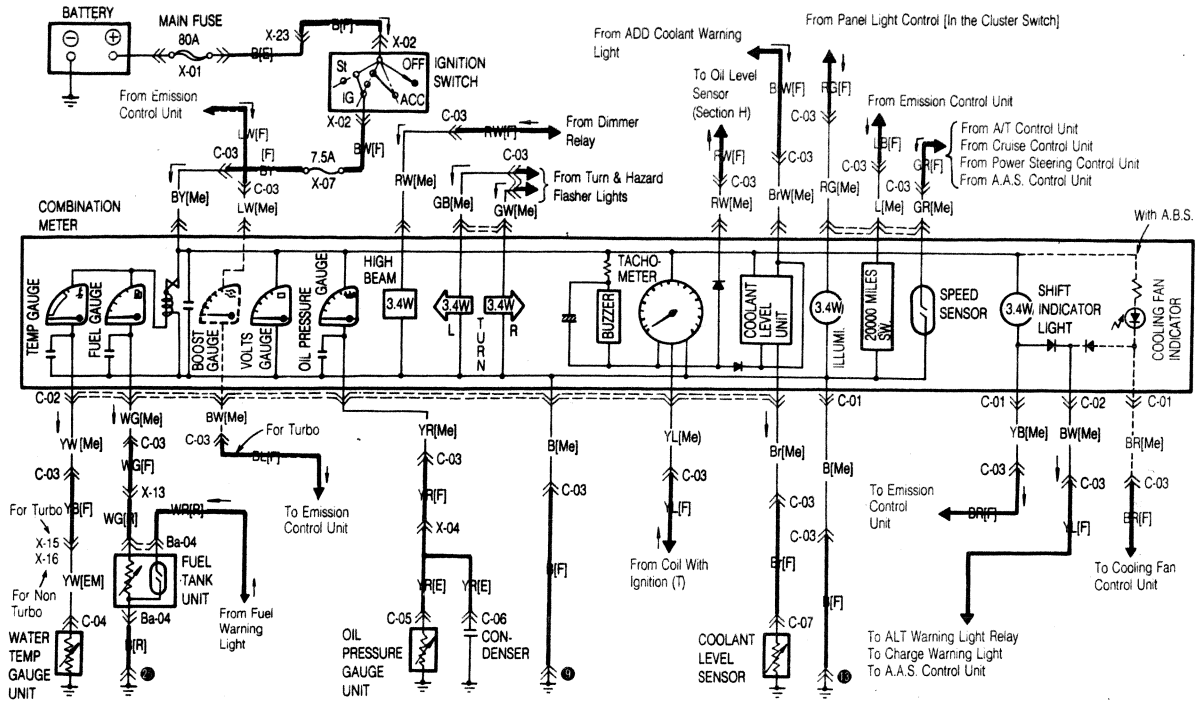 BATTERY
MAIN FUSE
80A
X-01
B[E]
X-23
B[F]
X-02
St
OFF
IG
ACC
IGNITION
SWITCH
X-02
BW[F]
From Panel Light Control [In the Cluster Switch]
From ADD Coolant Warning
Light
To Oil Level
Sensor
(Section H)
BrW[F]
RG[F]
From Emission Control Unit
From Emission
Control Unit
LW[F]
C-03
[F]
BY
7.5A
X-07
C-03
C-03
RW[F]
From Dimmer
Relay
C-03
From Turn & Hazard
Flasher Lights
RW[F]
C-03
C-03
C-03
LB[F]
C-03
GR[F]
C-03
From A/T Control Unit
From Cruise Control Unit
From Power Steering Control Unit
From A.A.S. Control Unit
BY[Me]
LW[Me]
RW[Me]
GB[Me]
GW[Me]
RW[Me]
BrW[Me]
RG[Me]
L[Me]
GR[Me]
With A.B.S.
COMBINATION
METER
TEMP GAUGE
FUEL GAUGE
BOOST
GAUGE
VOLTS
GAUGE
OIL PRESSURE
GAUGE
HIGH
BEAM
3.4W
3.4W
L
TURN
3.4W
R
BUZZER
TACHO-
METER
COOLANT
LEVEL
UNIT
3.4W
ILLUMI.
20000 MILES
SW.
SPEED
SENSOR
3.4W
SHIFT
INDICATOR
LIGHT
COOLING FAN
INDICATOR
C-02
C-01
C-01
C-02
C-01
YW[Me]
WG[Me]
BW[Me]
YR[Me]
B[Me]
YL[Me]
Br[Me]
B[Me]
YB[Me]
BW[Me]
BR[Me]
C-03
C-03
C-03
For Turbo
BL[F]
To Emission
Control Unit
WG[F]
X-13
WG[R]
WR[R]
For Turbo
YB[F]
X-15
X-16
Ba-04
FUEL
TANK
UNIT
For Non
Turbo
YW[EM]
C-04
Ba-04
B[R]
From Fuel
Warning
Light
WATER
TEMP
GAUGE
UNIT
C-03
YR[F]
X-04
YR[E]
YR[E]
C-05
C-06
OIL
PRESSURE
GAUGE
UNIT
CON-
DENSER
C-03
B[F]
9
C-03
YL[F]
From Coil With
Ignition (T)
C-03
Br[F]
C-07
COOLANT
LEVEL
SENSOR
C-03
B[F]
13
C-03
To Emission
Control
Unit
BR[F]
C-03
YL[F]
C-03
BR[F]
To Cooling Fan
Control Unit
To ALT Warning Light Relay
To Charge Warning Light
To A.A.S. Control Unit